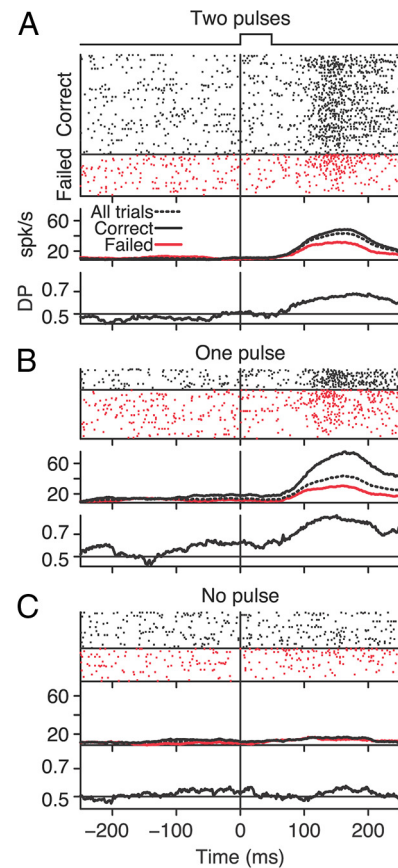 A
Two pulses
Correct
Failed
spk/s
60
20
All trials
Correct
Failed
DP
0.7
0.5
B
One pulse
60
20
0.7
0.5
C
No pulse
60
20
0.7
0.5
−200 −100 0 100 200
Time (ms)